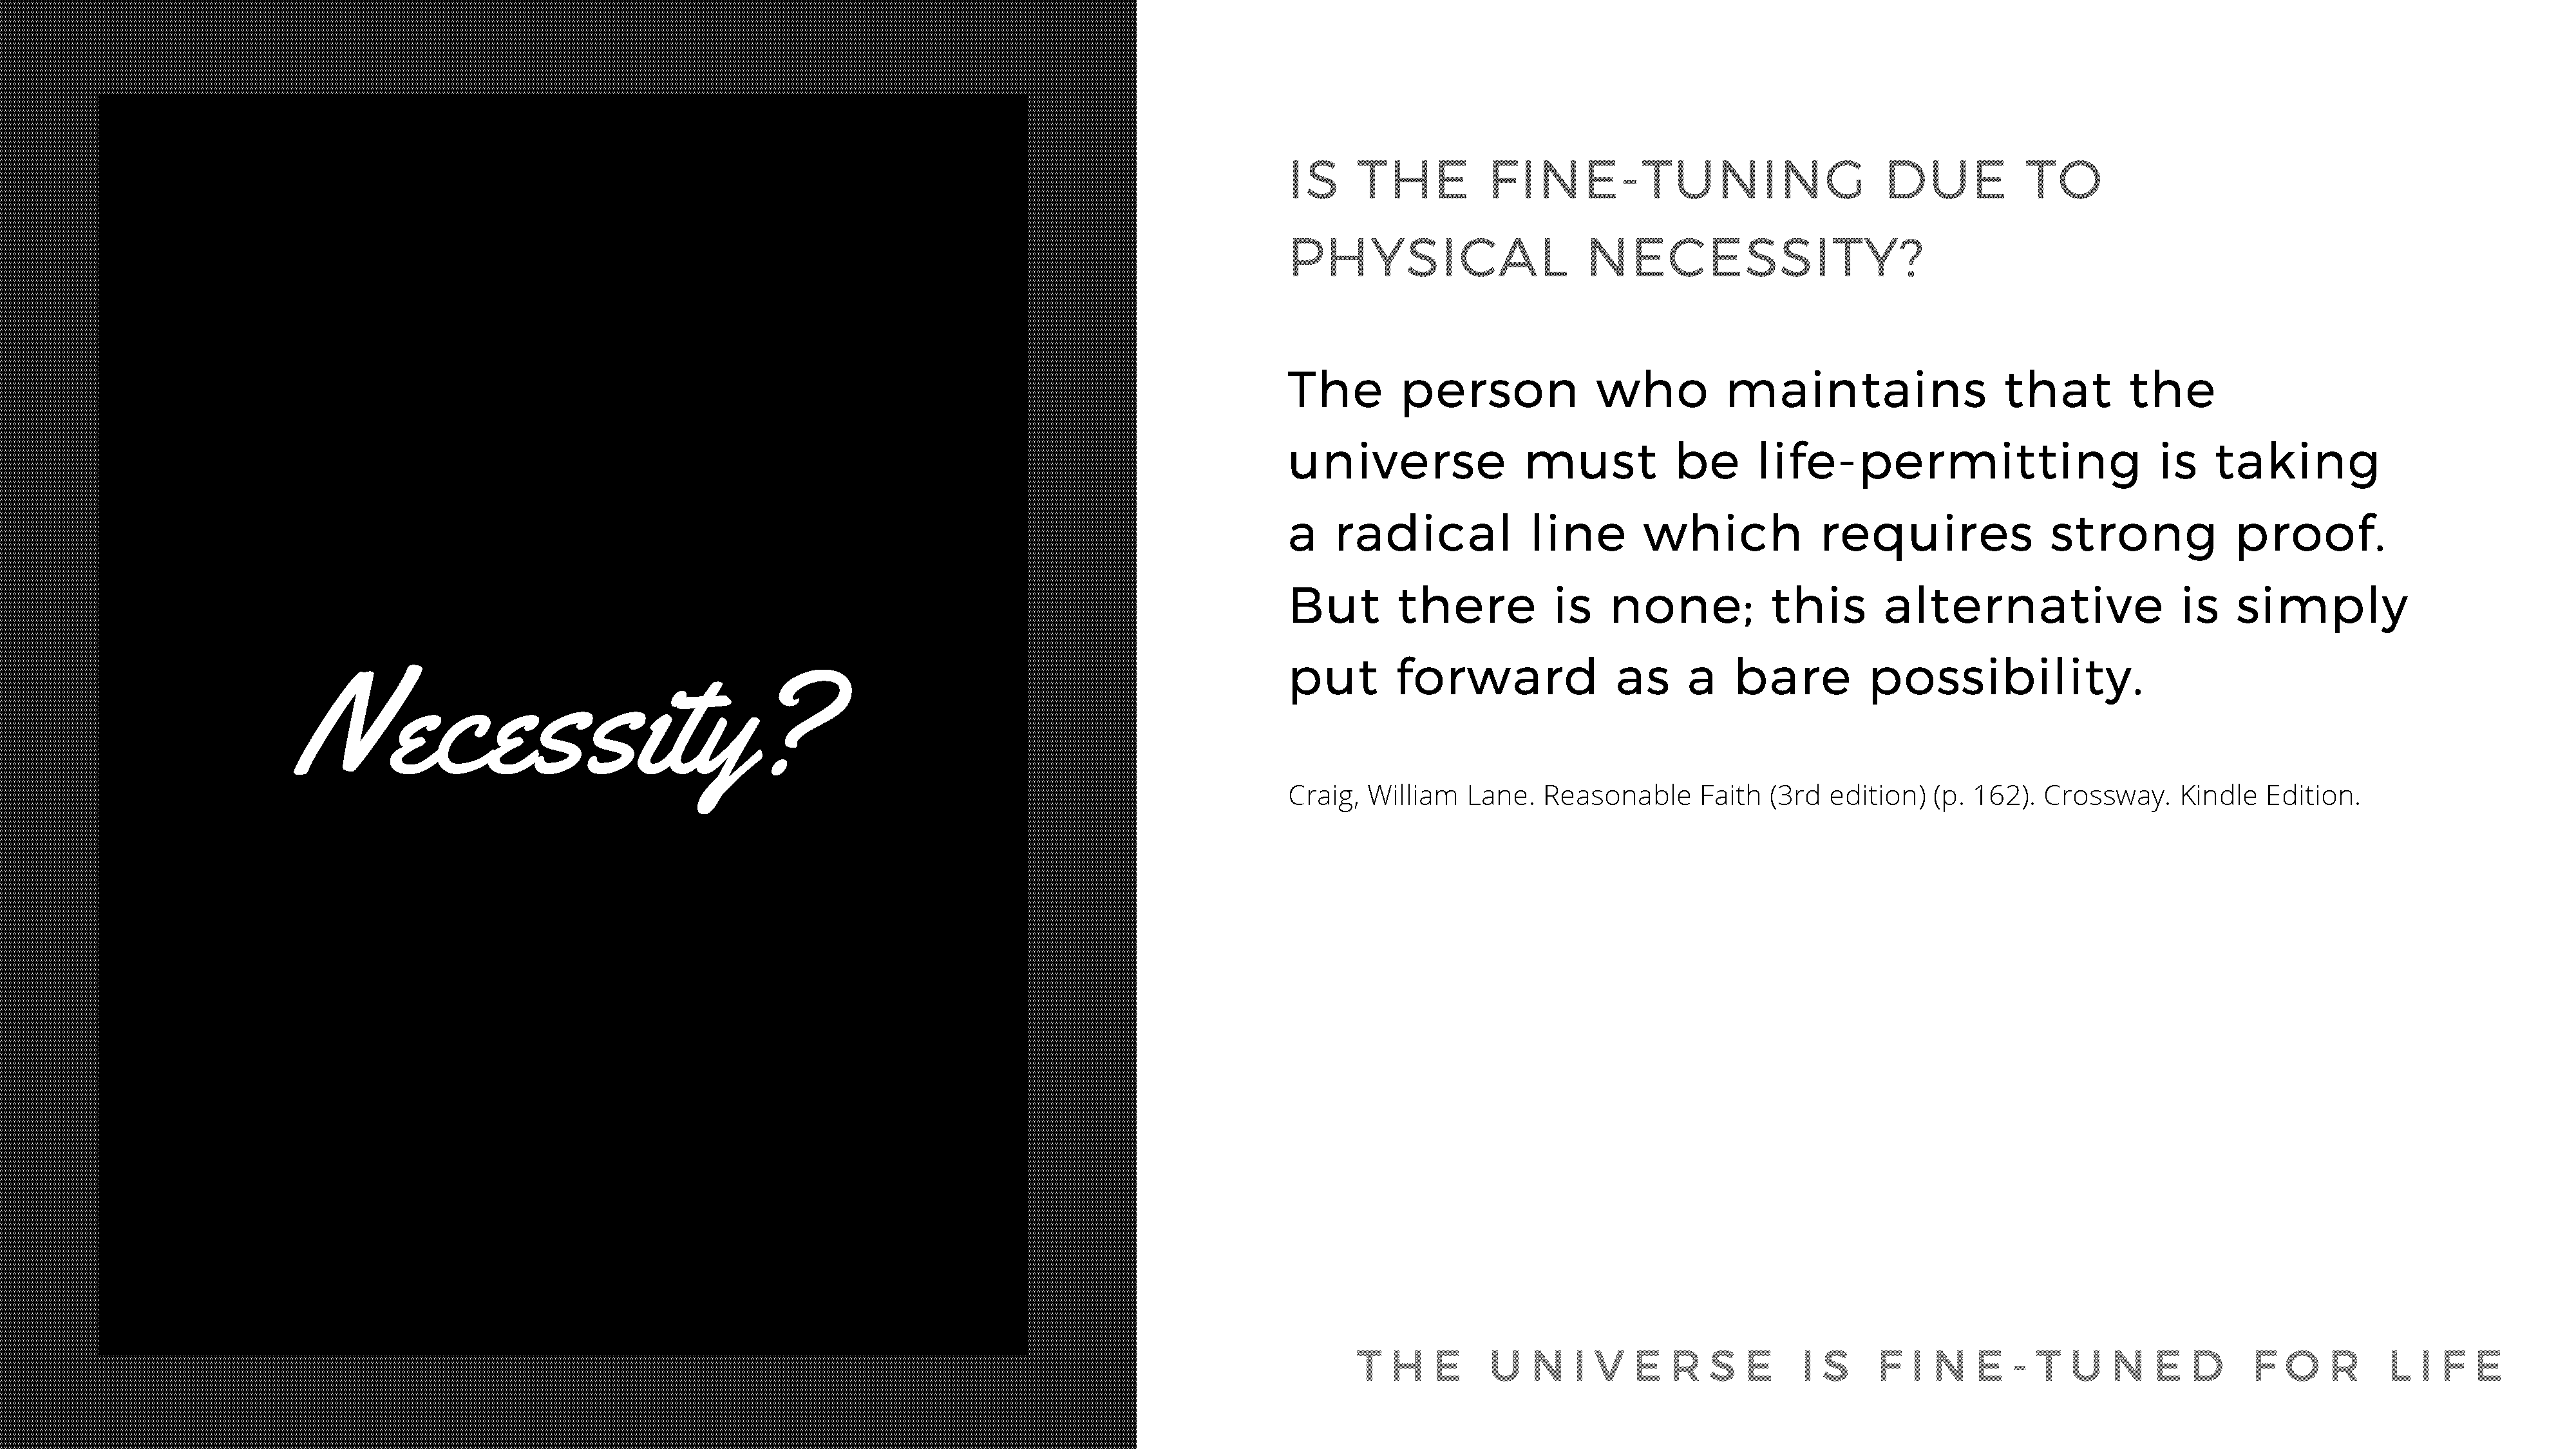 Necessity?
IS THE FINE-TUNING DUE TO
PHYSICAL NECESSITY?
The person who maintains that the
universe must be life-permitting is taking
a radical line which requires strong proof.
But there is none; this alternative is simply
put forward as a bare possibility.
Craig, William Lane. Reasonable Faith (3rd edition) (p. 162). Crossway. Kindle Edition.
THE UNIVERSE IS FINE-TUNED FOR LIFE